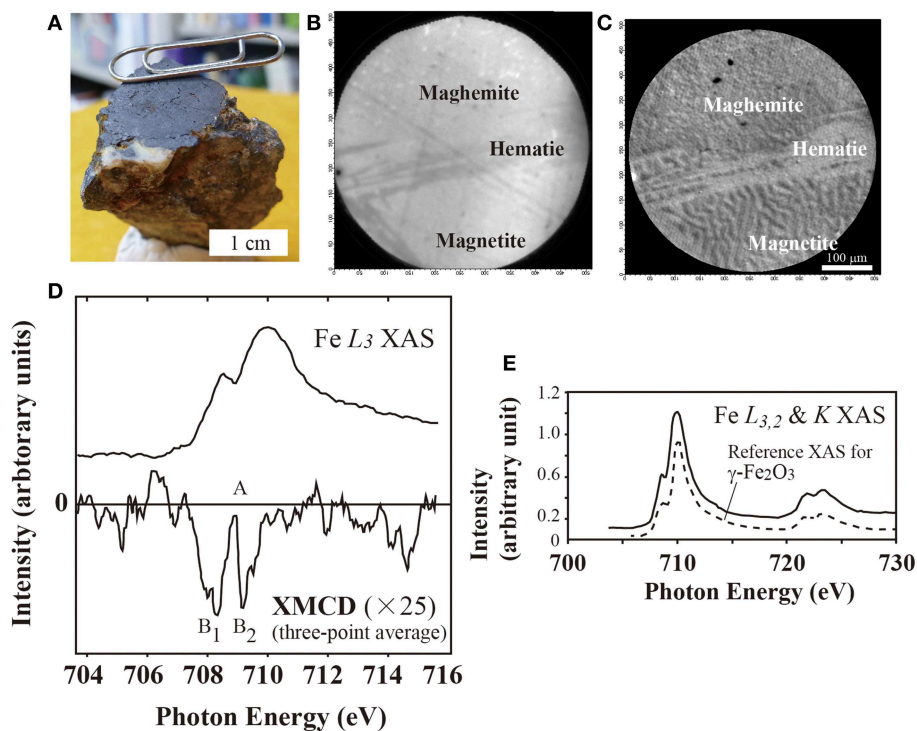 A
1 cm
B
Maghemite
Hematie
Magnetite
C
Maghemite
Hematie
Magnetite
100 μm
D
Intensity (arbtorary units)
Fe L3 XAS
0
A
B1
B2
XMCD (×25)
(three-point average)
704 706 708 710 712 714 716
Photon Energy (eV)
E
Intensity
(arbitrary unit)
1.2
1.0
0.6
0.2
0
Fe L3,2 & K XAS
Reference XAS for
γ-Fe2O3
700 710 720 730
Photon Energy (eV)